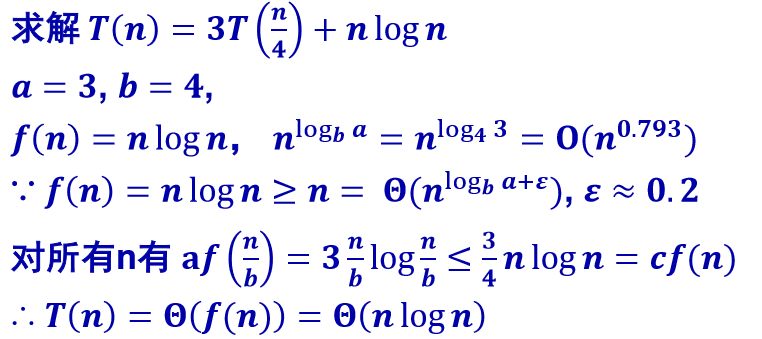 求解 T(n) = 3T(n/4) + n log n
a = 3, b = 4,
f(n) = n log n, n^{log_b a} = n^{log_4 3} = O(n^{0.793})
∵ f(n) = n log n ≥ n = Θ(n^{log_b a+ε}), ε ≈ 0.2
对所有n有 af(n/b) = 3 n/b log n/b ≤ 3/4 n log n = cf(n)
∴ T(n) = Θ(f(n)) = Θ(n log n)